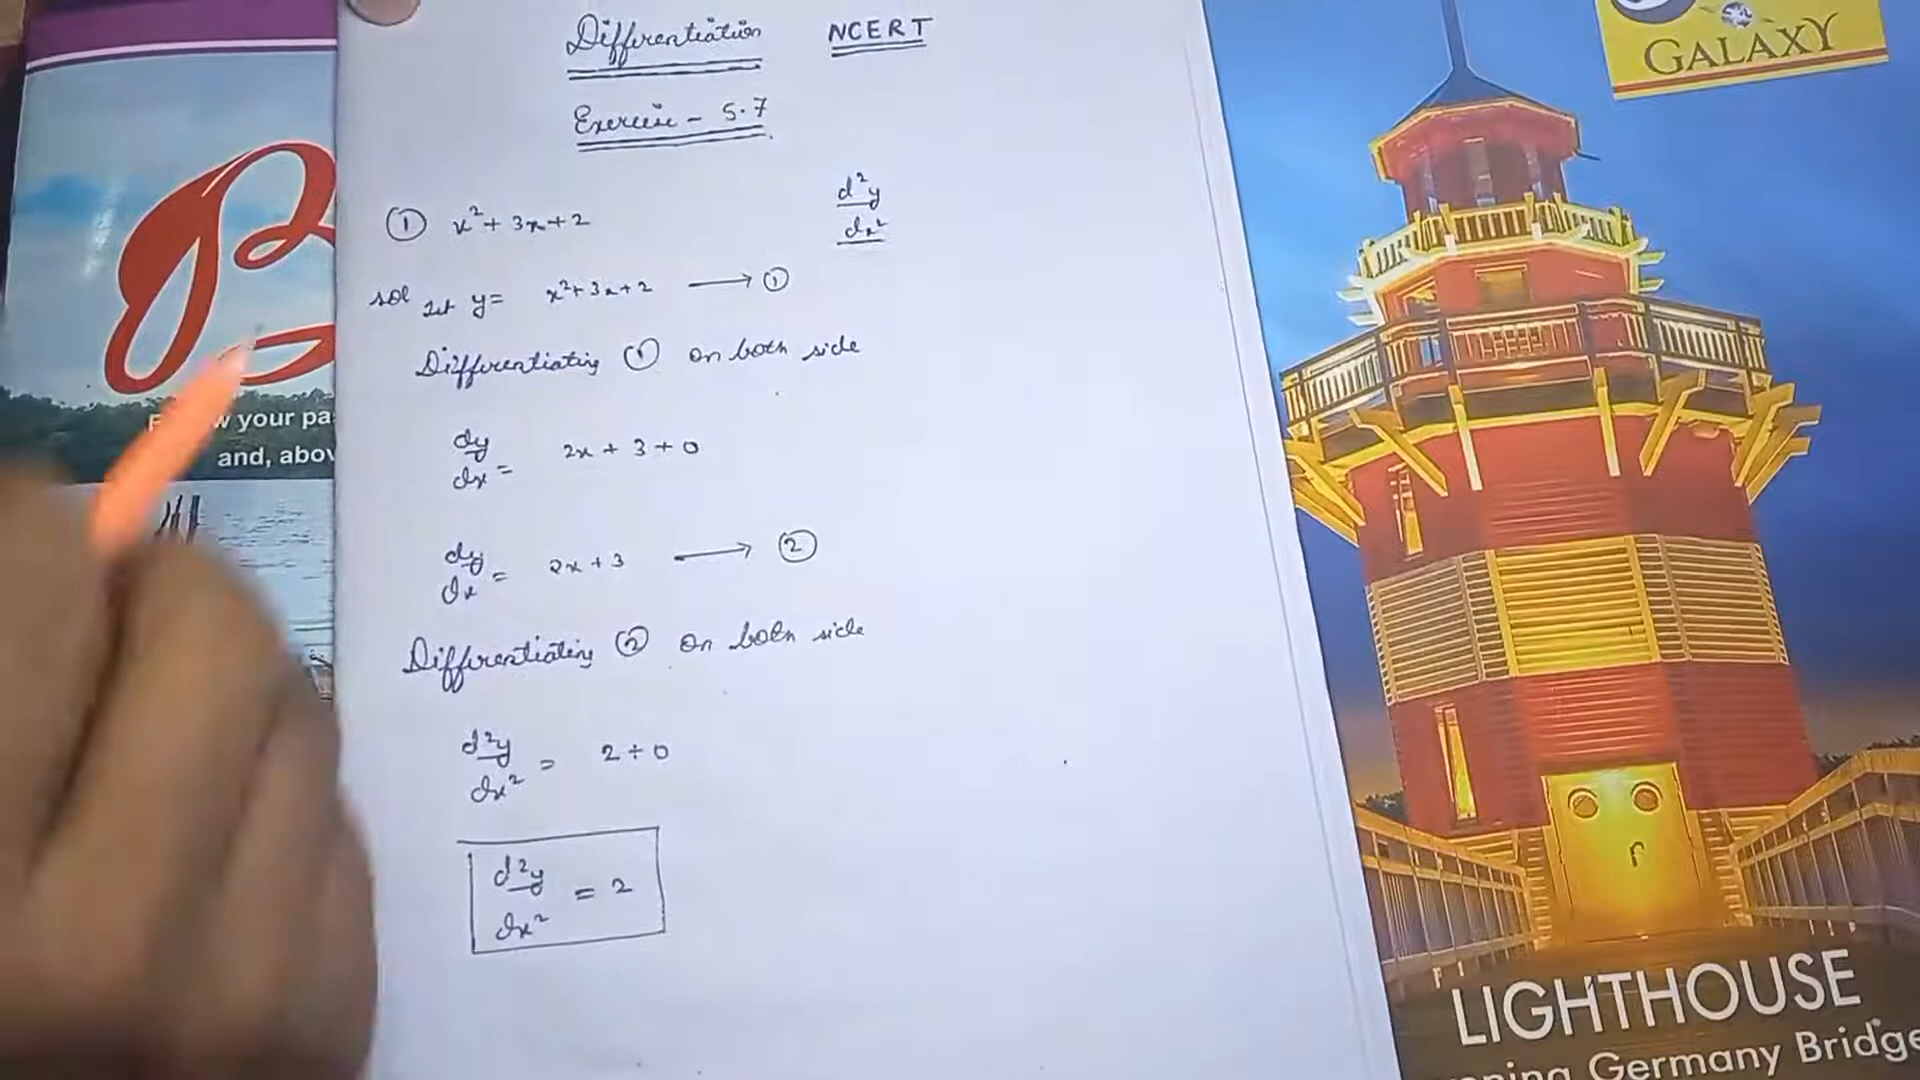 Differentiation NCERT
Exercise - 5.7
① x²+ 3x+2
d²y
dx²
sol Let y= x²+3x+2 ⟶ ①
Differentiating ① on both side
dy
dx = 2x + 3 + 0
dy
dx = 2x + 3 ⟶ ②
Differentiating ② on both side
d²y
dx² = 2 + 0
d²y
dx² = 2
your pa
and, abov
GALAXY
LIGHTHOUSE
Germany Bridge